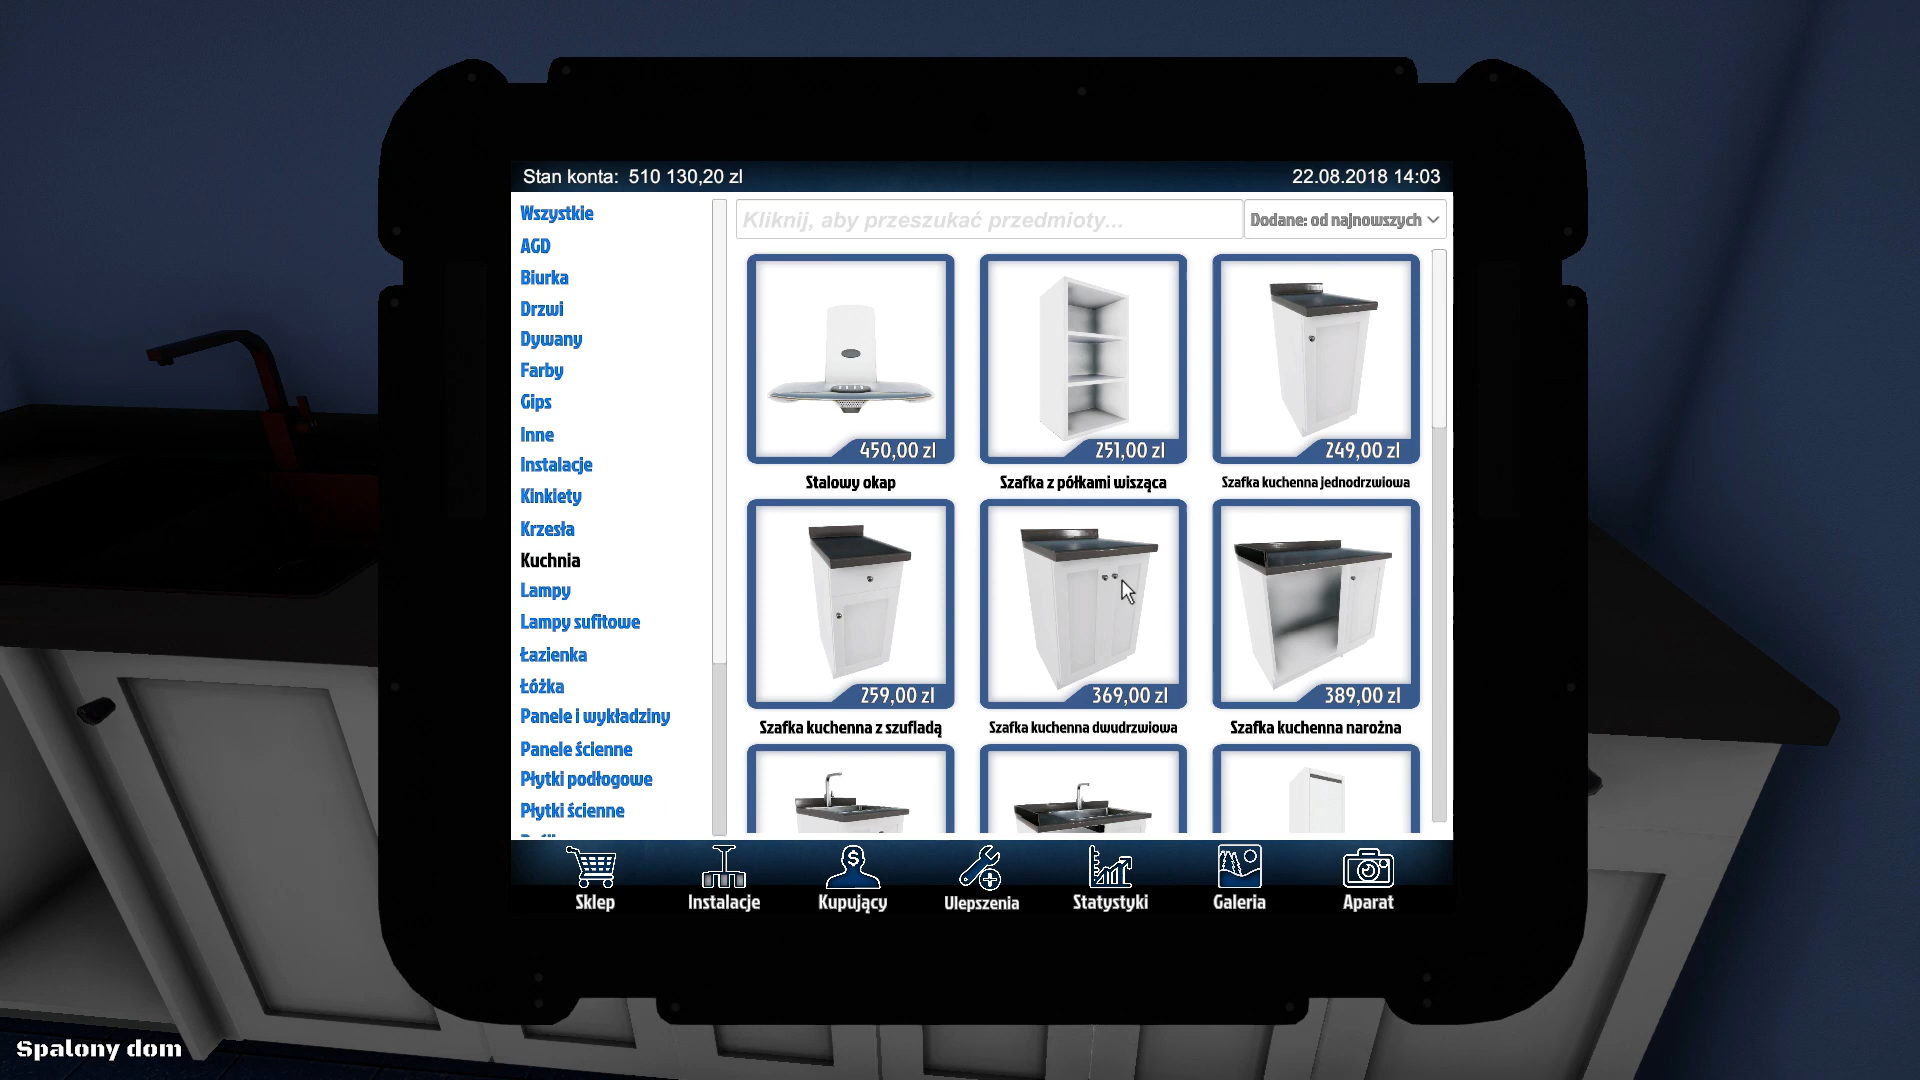 Stan konta: 510 130,20 zl
22.08.2018 14:03
Wszystkie
AGD
Biurka
Drzwi
Dywany
Farby
Gips
Inne
Instalacje
Kinkiety
Krzesła
Kuchnia
Lampy
Lampy sufitowe
Łazienka
Łóżka
Panele i wykładziny
Panele ścienne
Płytki podłogowe
Płytki ścienne
Kliknij, aby przeszukać przedmioty...
Dodane: od najnowszych
450,00 zl
251,00 zl
249,00 zl
Stalowy okap
Szafka z półkami wisząca
Szafka kuchenna jednodrzwiowa
259,00 zl
369,00 zl
389,00 zl
Szafka kuchenna z szufladą
Szafka kuchenna dwudrzwiowa
Szafka kuchenna narożna
Sklep
Instalacje
Kupujący
Ulepszenia
Statystyki
Galeria
Aparat
Spalony dom